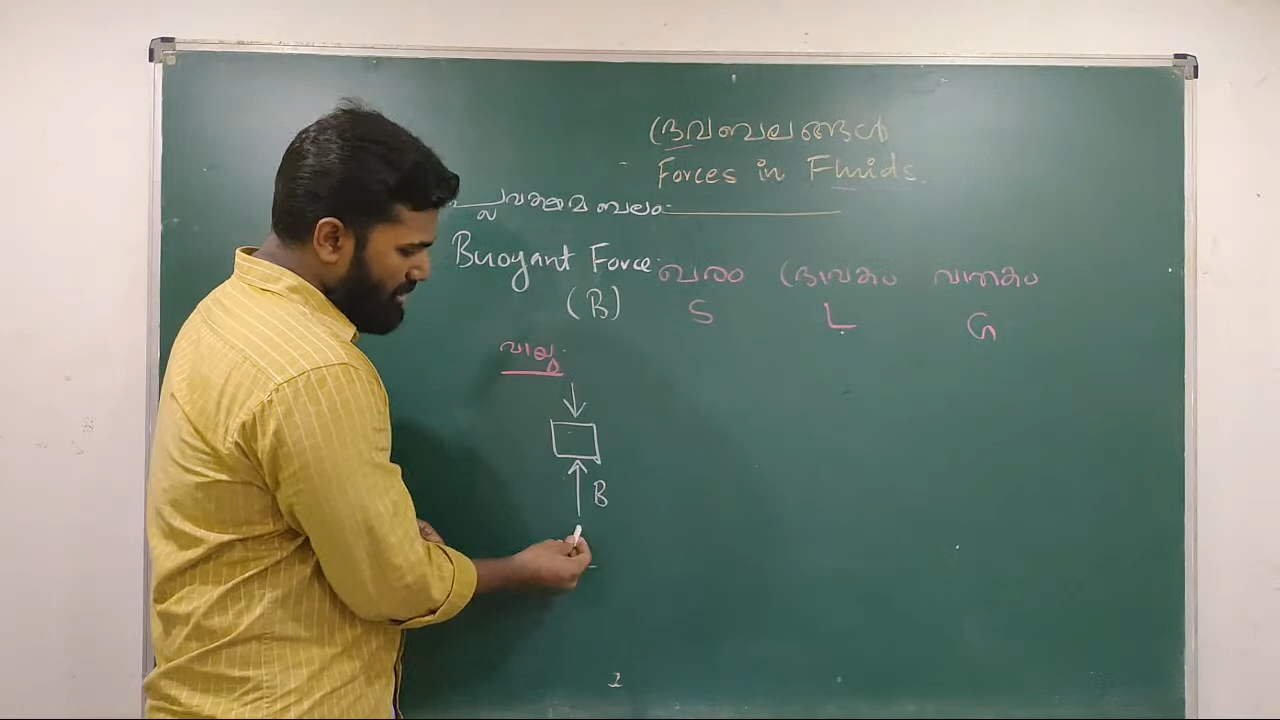 ദ്രവബലങ്ങൾ
Forces in Fluids.
പ്ലവക്ഷമബലം
Buoyant Force
(B)
ഖരം ദ്രാവകം വാതകം
S L G
വായു
B